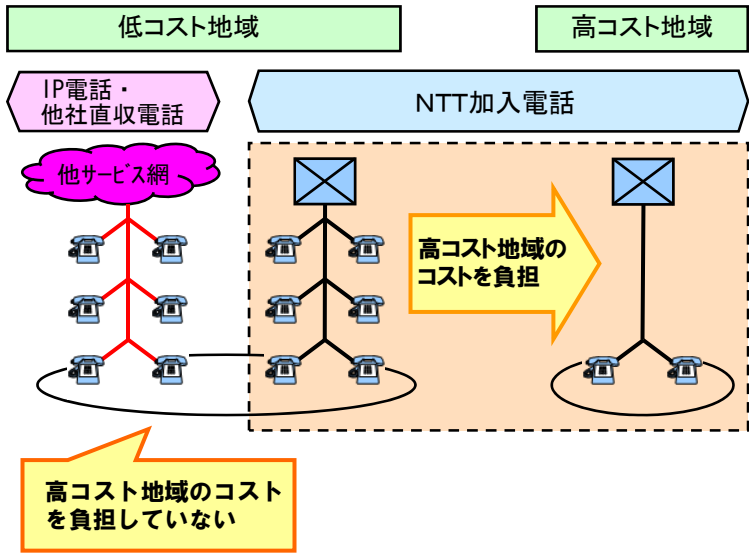 低コスト地域
高コスト地域
IP電話・
他社直収電話
NTT加入電話
他サービス網
高コスト地域の
コストを負担
高コスト地域のコスト
を負担していない